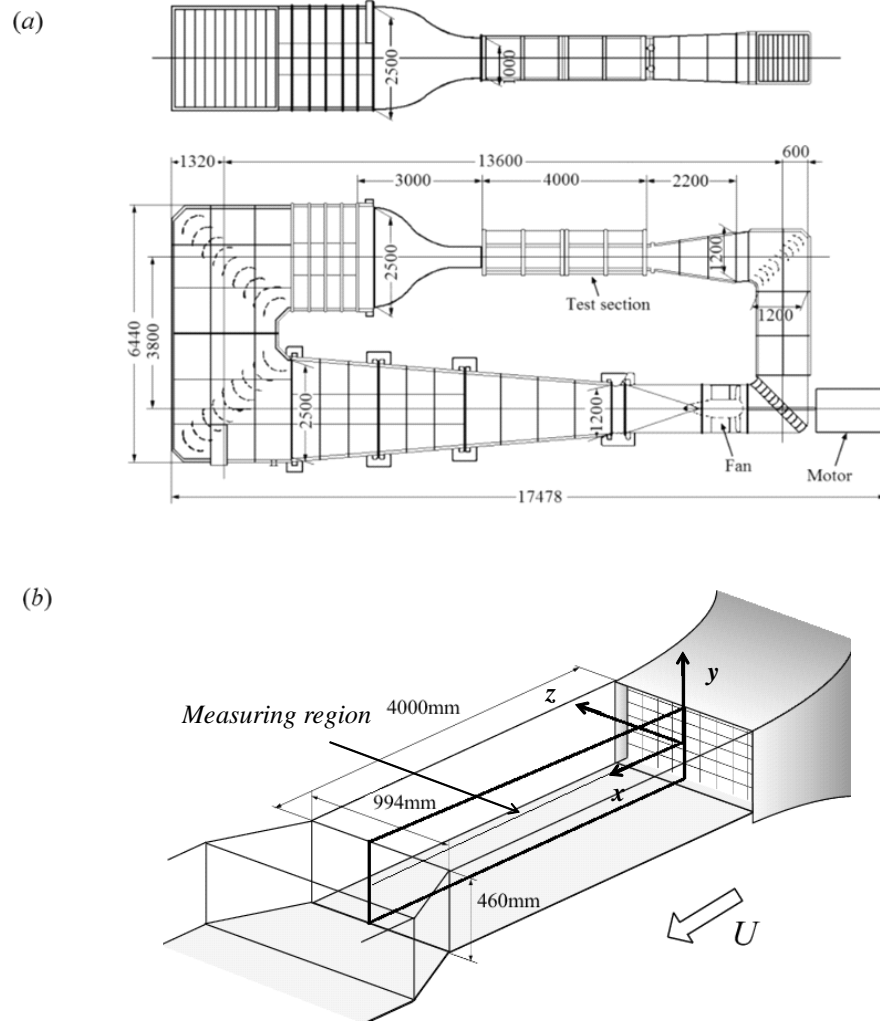 (a)
2500
1000
1320
13600
600
3000
4000
2200
2500
1200
Test section
1200
6440
3800
2500
1200
Fan
Motor
17478
(b)
y
z
4000mm
Measuring region
x
994mm
460mm
U